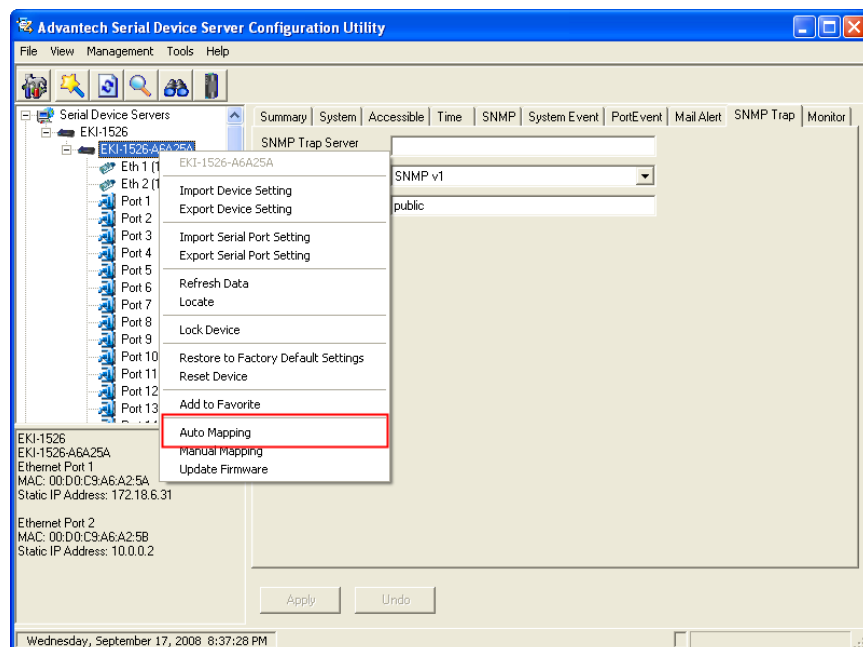 Advantech Serial Device Server Configuration Utility
File View Management Tools Help
Serial Device Servers
EKI-1526
EKI-1526-A6A25A
Eth 1 (1
Eth 2 (1
Port 1
Port 2
Port 3
Port 4
Port 5
Port 6
Port 7
Port 8
Port 9
Port 10
Port 11
Port 12
Port 13
EKI-1526-A6A25A
Import Device Setting
Export Device Setting
Import Serial Port Setting
Export Serial Port Setting
Refresh Data
Locate
Lock Device
Restore to Factory Default Settings
Reset Device
Add to Favorite
Auto Mapping
Manual Mapping
Update Firmware
Summary System Accessible Time SNMP System Event PortEvent Mail Alert SNMP Trap Monitor
SNMP Trap Server
SNMP v1
public
EKI-1526
EKI-1526-A6A25A
Ethernet Port 1
MAC: 00:D0:C9:A6:A2:5A
Static IP Address: 172.18.6.31
Ethernet Port 2
MAC: 00:D0:C9:A6:A2:5B
Static IP Address: 10.0.0.2
Apply Undo
Wednesday, September 17, 2008 8:37:28 PM